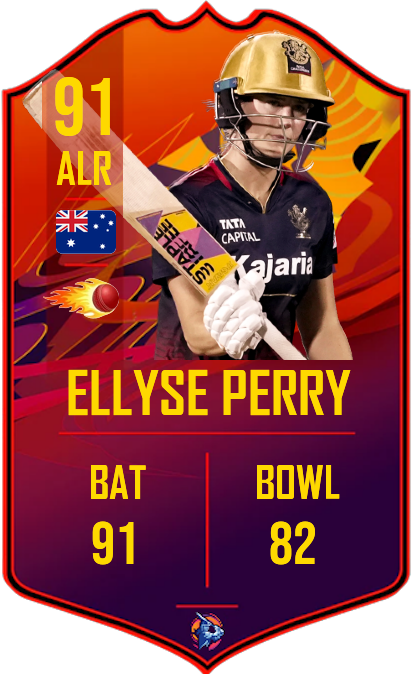 91
ALR
TATA
CAPITAL
Kajaria
ELLYSE PERRY
BAT
BOWL
91
82